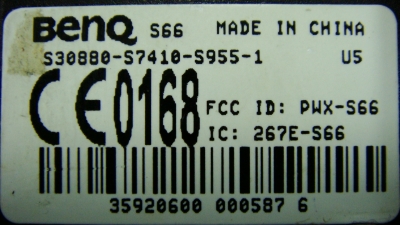 BenQ S66 MADE IN CHINA
S30880-S7410-S955-1 U5
CE0168
FCC ID: PWX-S66
IC: 267E-S66
35920600 000587 6